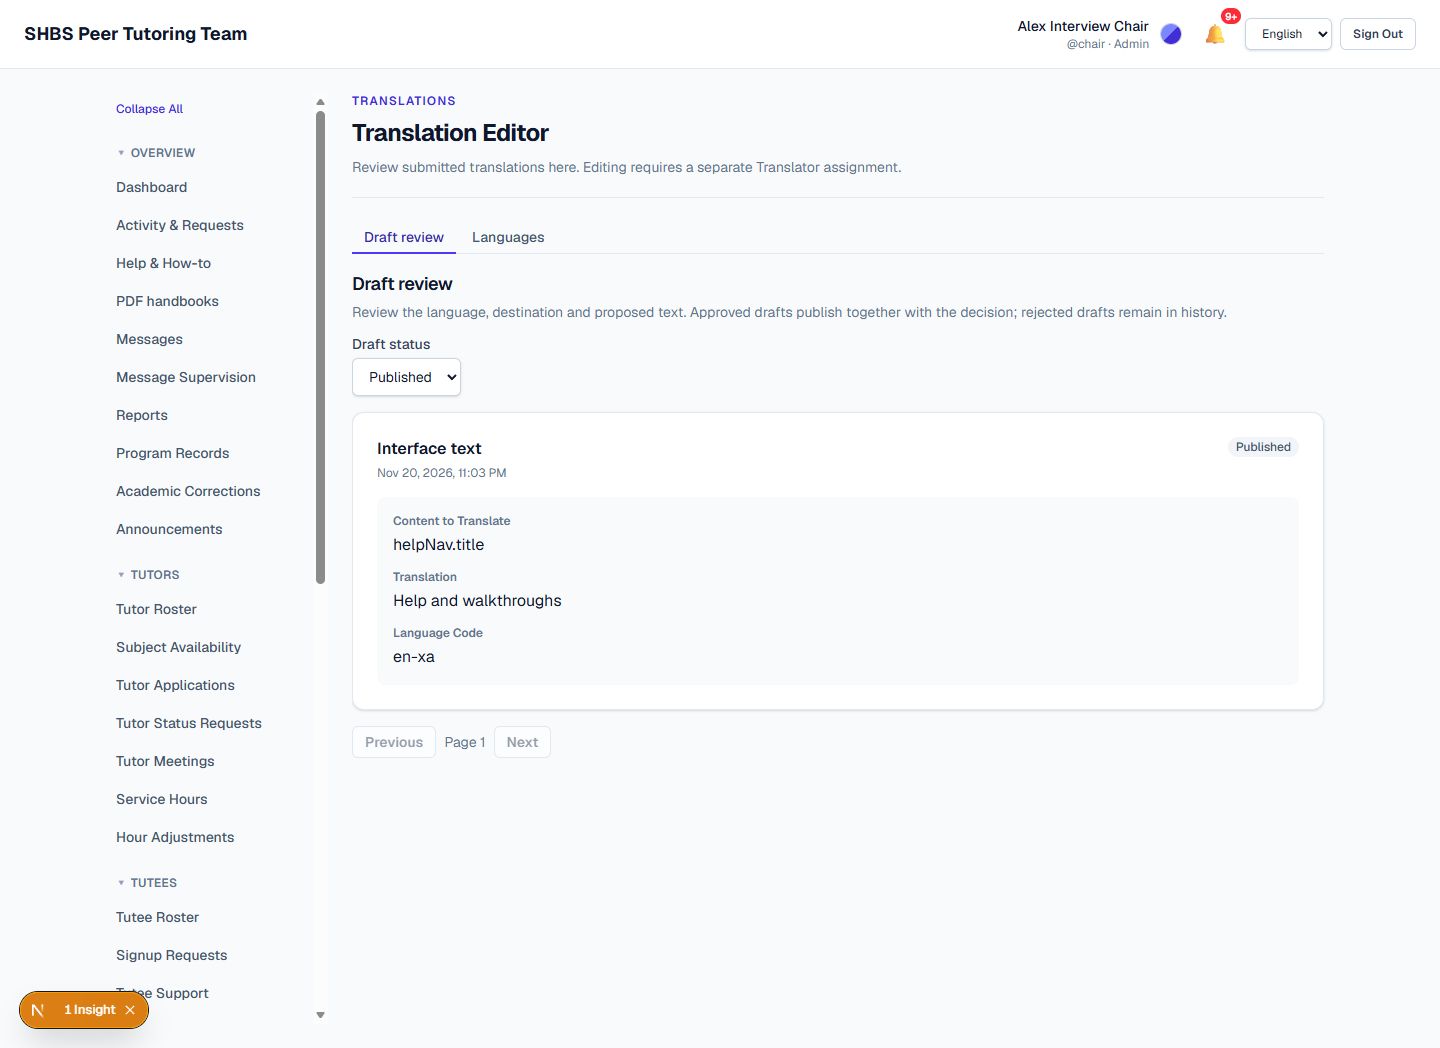 SHBS Peer Tutoring Team
Alex Interview Chair
@chair · Admin
9+
English
Sign Out
Collapse All
OVERVIEW
Dashboard
Activity & Requests
Help & How-to
PDF handbooks
Messages
Message Supervision
Reports
Program Records
Academic Corrections
Announcements
TUTORS
Tutor Roster
Subject Availability
Tutor Applications
Tutor Status Requests
Tutor Meetings
Service Hours
Hour Adjustments
TUTEES
Tutee Roster
Signup Requests
Tutee Support
N 1 Insight
TRANSLATIONS
Translation Editor
Review submitted translations here. Editing requires a separate Translator assignment.
Draft review Languages
Draft review
Review the language, destination and proposed text. Approved drafts publish together with the decision; rejected drafts remain in history.
Draft status
Published
Interface text
Published
Nov 20, 2026, 11:03 PM
Content to Translate
helpNav.title
Translation
Help and walkthroughs
Language Code
en-xa
Previous Page 1 Next